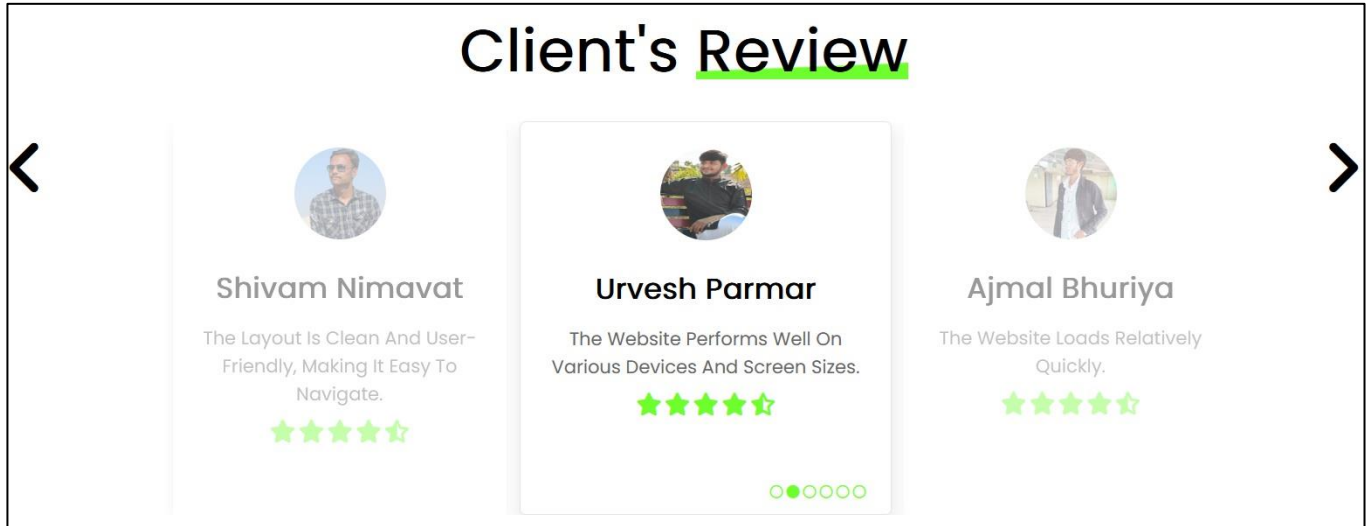 Client's Review
Shivam Nimavat
The Layout Is Clean And User-
Friendly, Making It Easy To
Navigate.
Urvesh Parmar
The Website Performs Well On
Various Devices And Screen Sizes.
Ajmal Bhuriya
The Website Loads Relatively
Quickly.